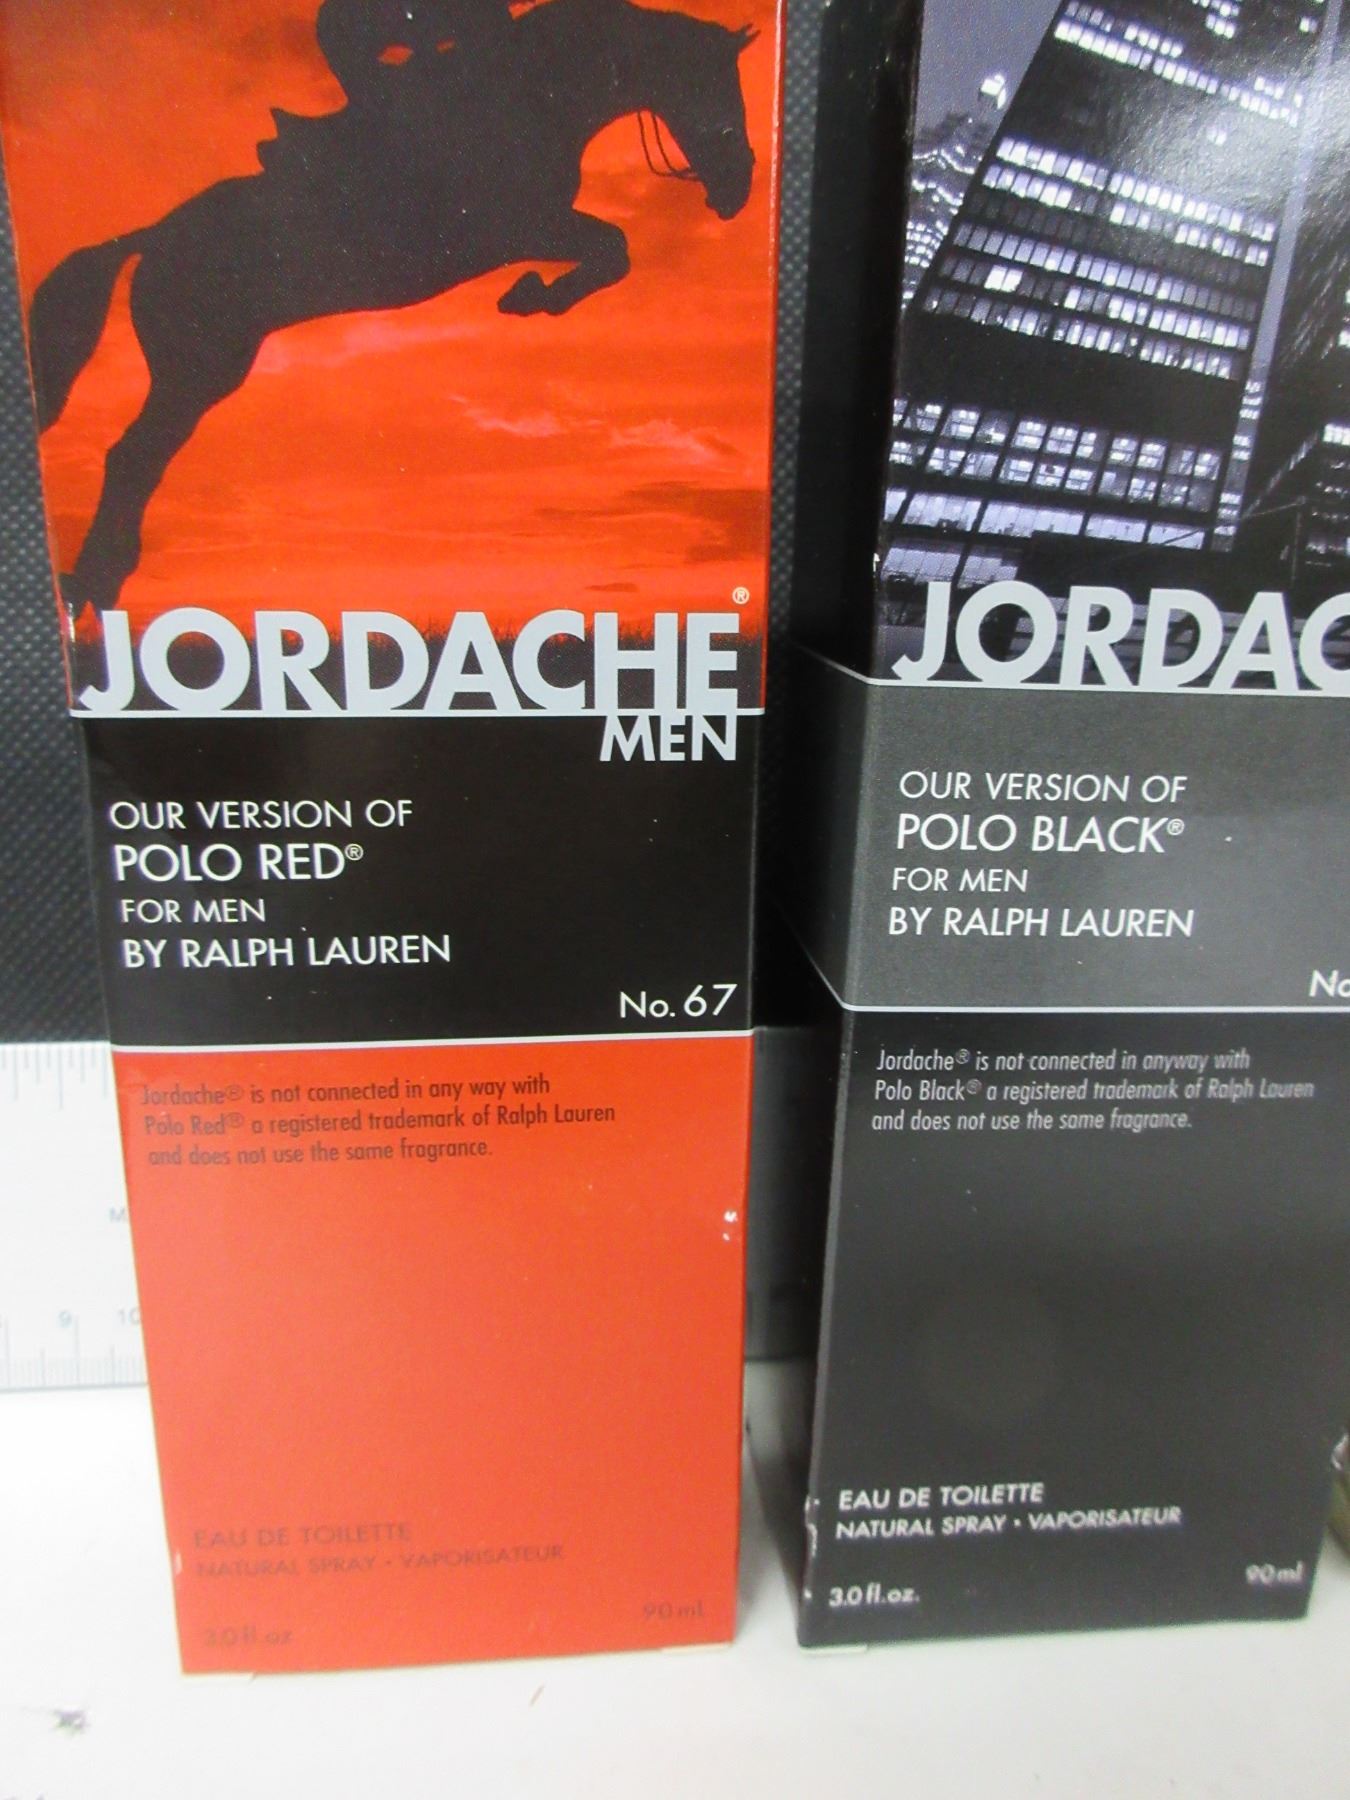 JORDACHE®
MEN
OUR VERSION OF
POLO RED®
FOR MEN
BY RALPH LAUREN
No. 67
Jordache® is not connected in any way with
Polo Red® a registered trademark of Ralph Lauren
and does not use the same fragrance.
EAU DE TOILETTE
NATURAL SPRAY • VAPORISATEUR
90 ml
3.0 fl.oz
JORDAC
OUR VERSION OF
POLO BLACK®
FOR MEN
BY RALPH LAUREN
No
Jordache® is not connected in anyway with
Polo Black® a registered trademark of Ralph Lauren
and does not use the same fragrance.
EAU DE TOILETTE
NATURAL SPRAY • VAPORISATEUR
90 ml
3.0 fl.oz.
9 10